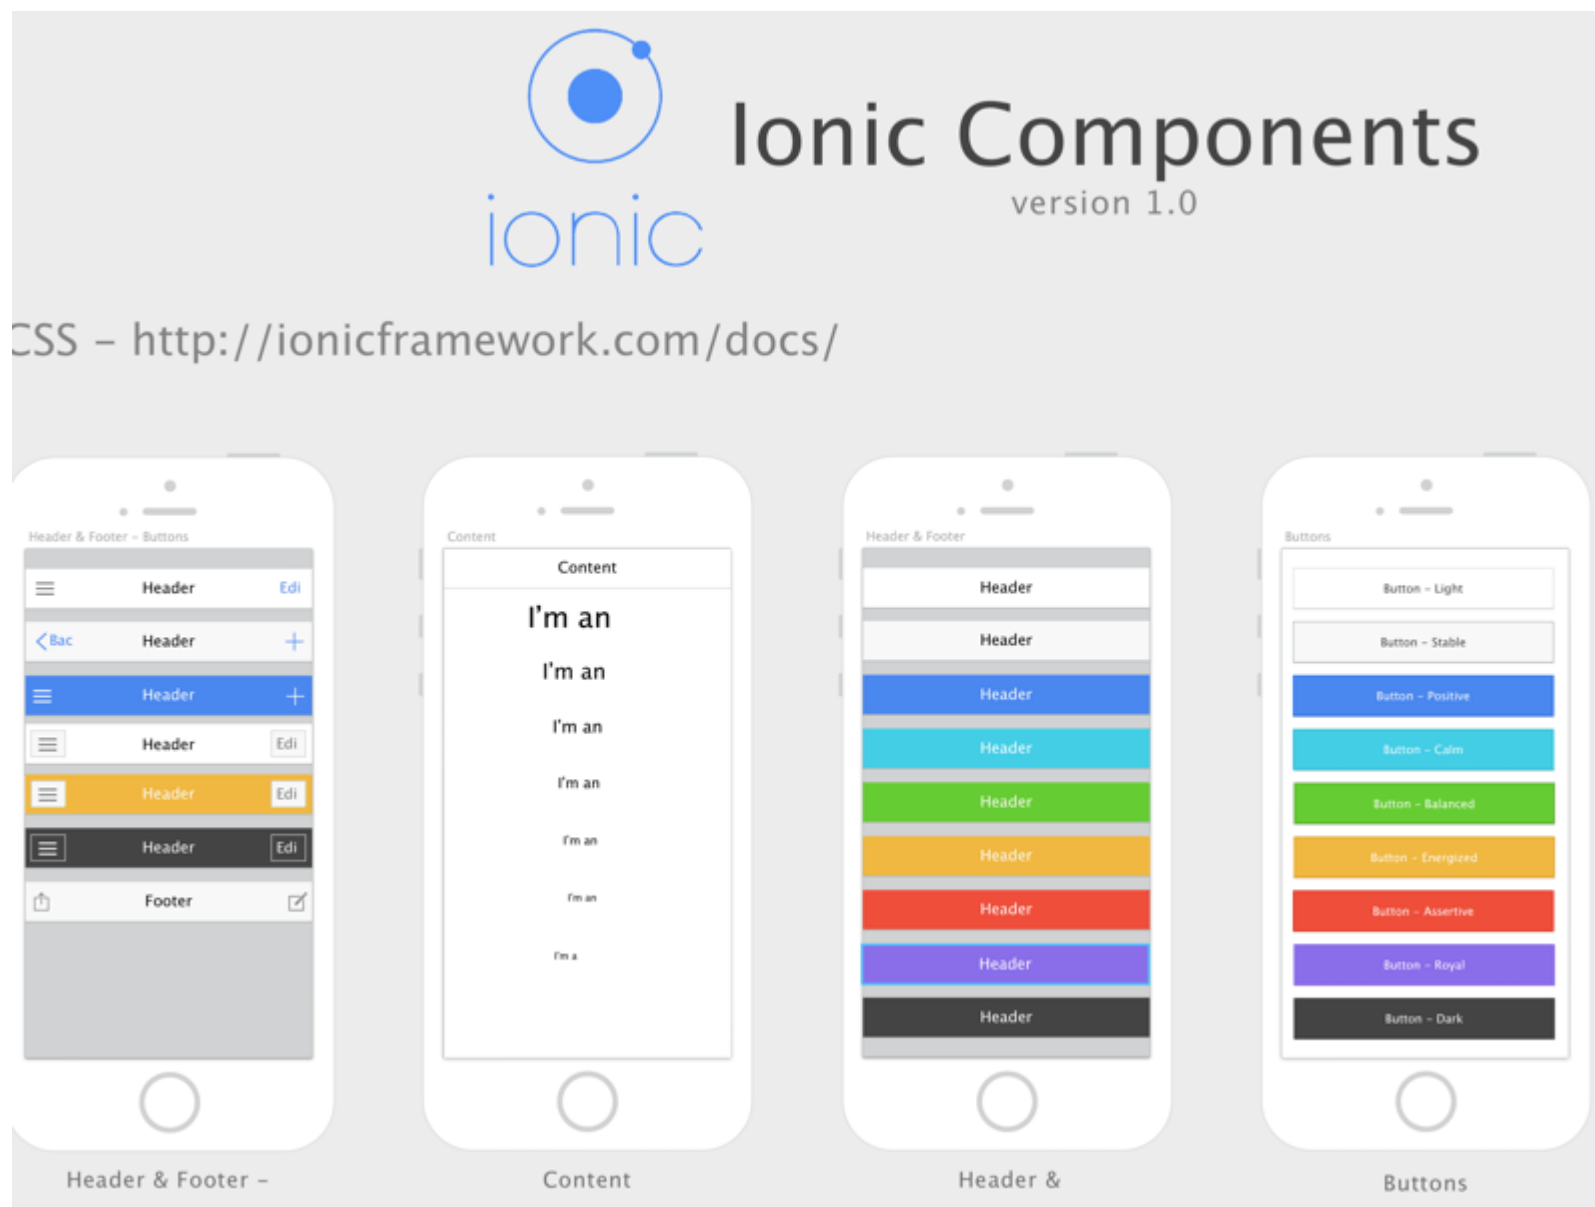 ionic
Ionic Components
version 1.0
CSS – http://ionicframework.com/docs/
Header & Footer – Buttons
Header Edi
Bac Header
Header
Header Edi
Header Edi
Header Edi
Footer
Header & Footer –
Content
Content
I'm an
I'm an
I'm an
I'm an
I'm an
I'm an
I'm a
Content
Header & Footer
Header
Header
Header
Header
Header
Header
Header
Header
Header
Header &
Buttons
Button – Light
Button – Stable
Button – Positive
Button – Calm
Button – Balanced
Button – Energized
Button – Assertive
Button – Royal
Button – Dark
Buttons